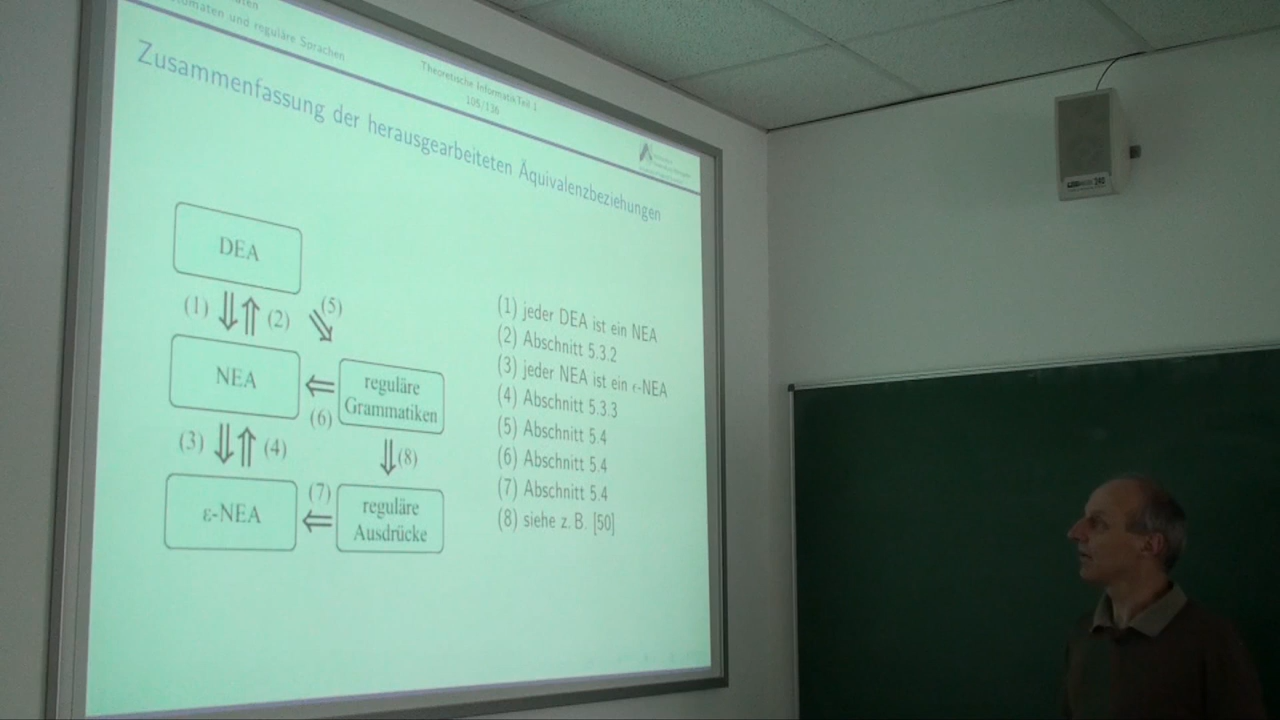 und reguläre Sprachen
Theoretische Informatik Teil 1
105/136
Zusammenfassung der herausgearbeiteten Äquivalenzbeziehungen
DEA
(1)
(2)
(5)
NEA
reguläre
Grammatiken
(6)
(3)
(4)
(8)
ε-NEA
(7)
reguläre
Ausdrücke
(1) jeder DEA ist ein NEA
(2) Abschnitt 5.3.2
(3) jeder NEA ist ein ϵ-NEA
(4) Abschnitt 5.3.3
(5) Abschnitt 5.4
(6) Abschnitt 5.4
(7) Abschnitt 5.4
(8) siehe z. B. [50]